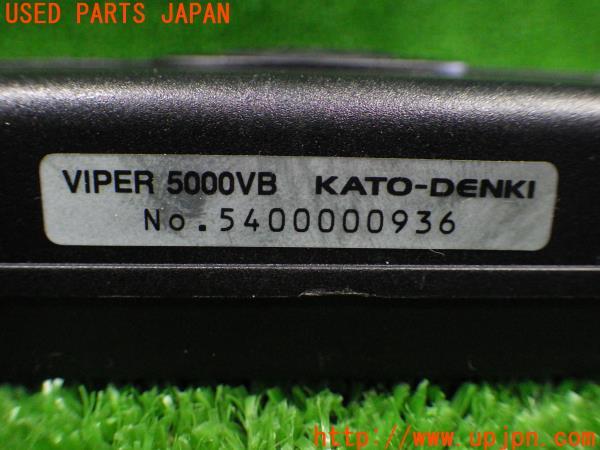 USED PARTS JAPAN
VIPER 5000VB KATO-DENKI
No.5400000936
http://www.upjpn.com